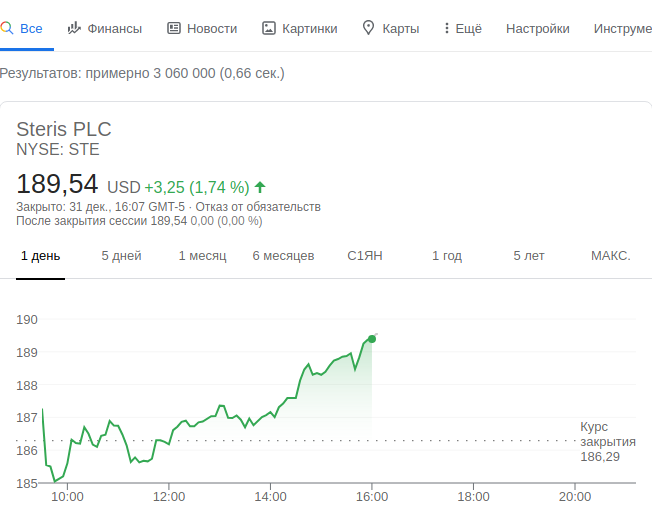 Все Финансы Новости Картинки Карты Ещё Настройки Инструме
Результатов: примерно 3 060 000 (0,66 сек.)
Steris PLC
NYSE: STE
189,54 USD +3,25 (1,74 %)
Закрыто: 31 дек., 16:07 GMT-5 · Отказ от обязательств
После закрытия сессии 189,54 0,00 (0,00 %)
1 день 5 дней 1 месяц 6 месяцев С1ЯН 1 год 5 лет МАКС.
190
189
188
187
186
185
Курс
закрытия
186,29
10:00 12:00 14:00 16:00 18:00 20:00